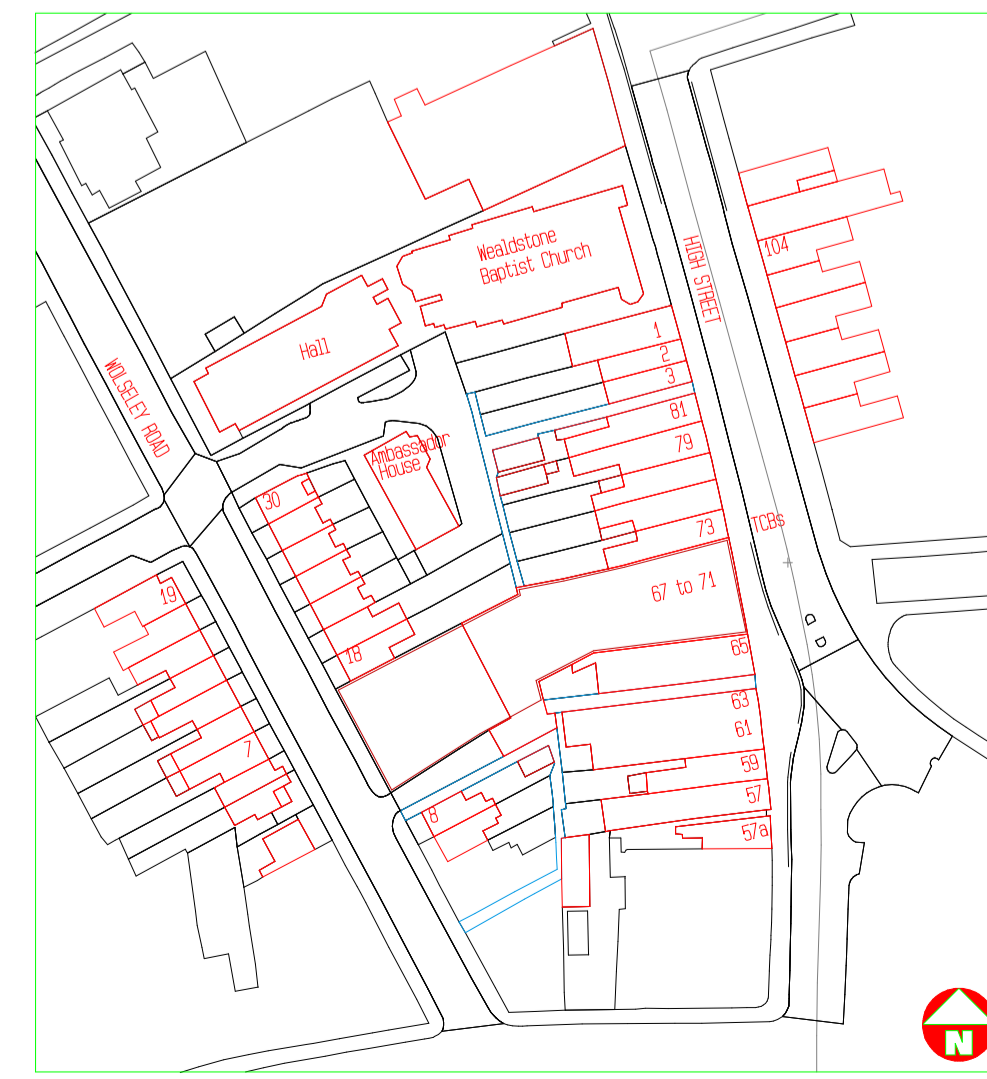 Wealdstone
Baptist Church
HIGH STREET
104
Hall
1
2
3
WOLSELEY ROAD
81
79
Ambassador
House
30
TCBs
73
67 to 71
19
65
18
63
61
7
59
57
8
57a
N